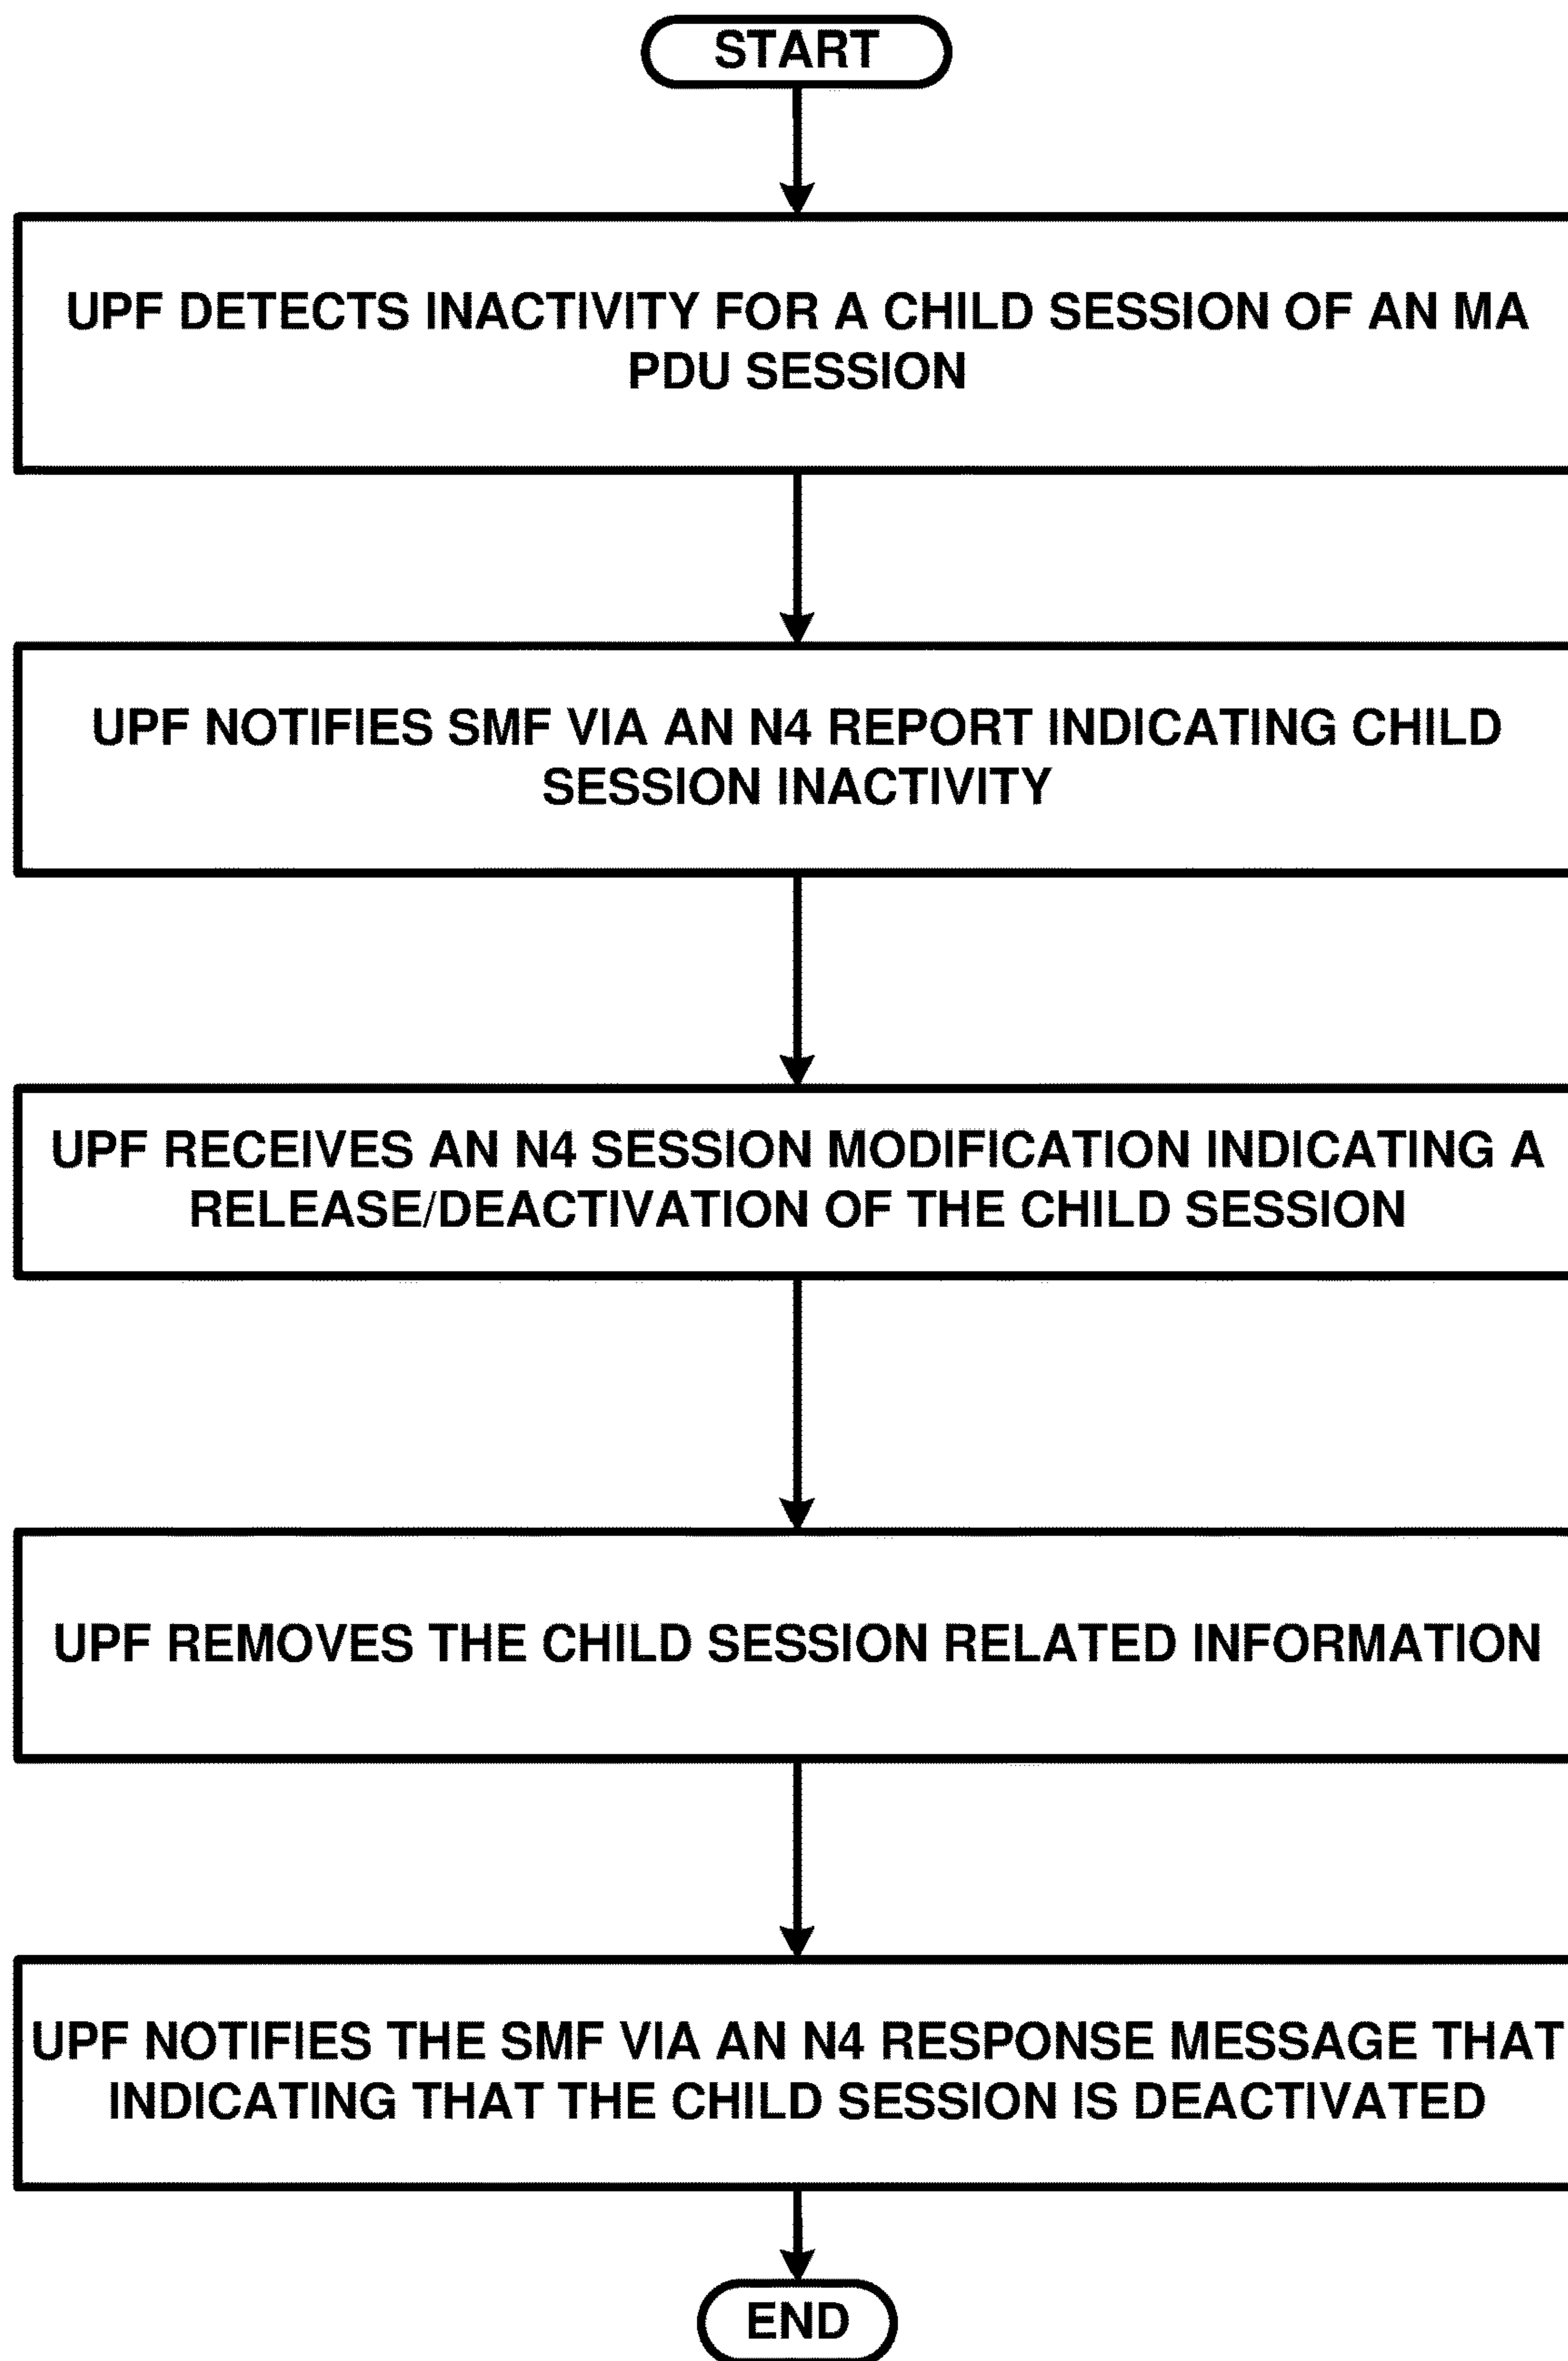 START
UPF DETECTS INACTIVITY FOR A CHILD SESSION OF AN MA
PDU SESSION
UPF NOTIFIES SMF VIA AN N4 REPORT INDICATING CHILD
SESSION INACTIVITY
UPF RECEIVES AN N4 SESSION MODIFICATION INDICATING A
RELEASE/DEACTIVATION OF THE CHILD SESSION
UPF REMOVES THE CHILD SESSION RELATED INFORMATION
UPF NOTIFIES THE SMF VIA AN N4 RESPONSE MESSAGE THAT
INDICATING THAT THE CHILD SESSION IS DEACTIVATED
END